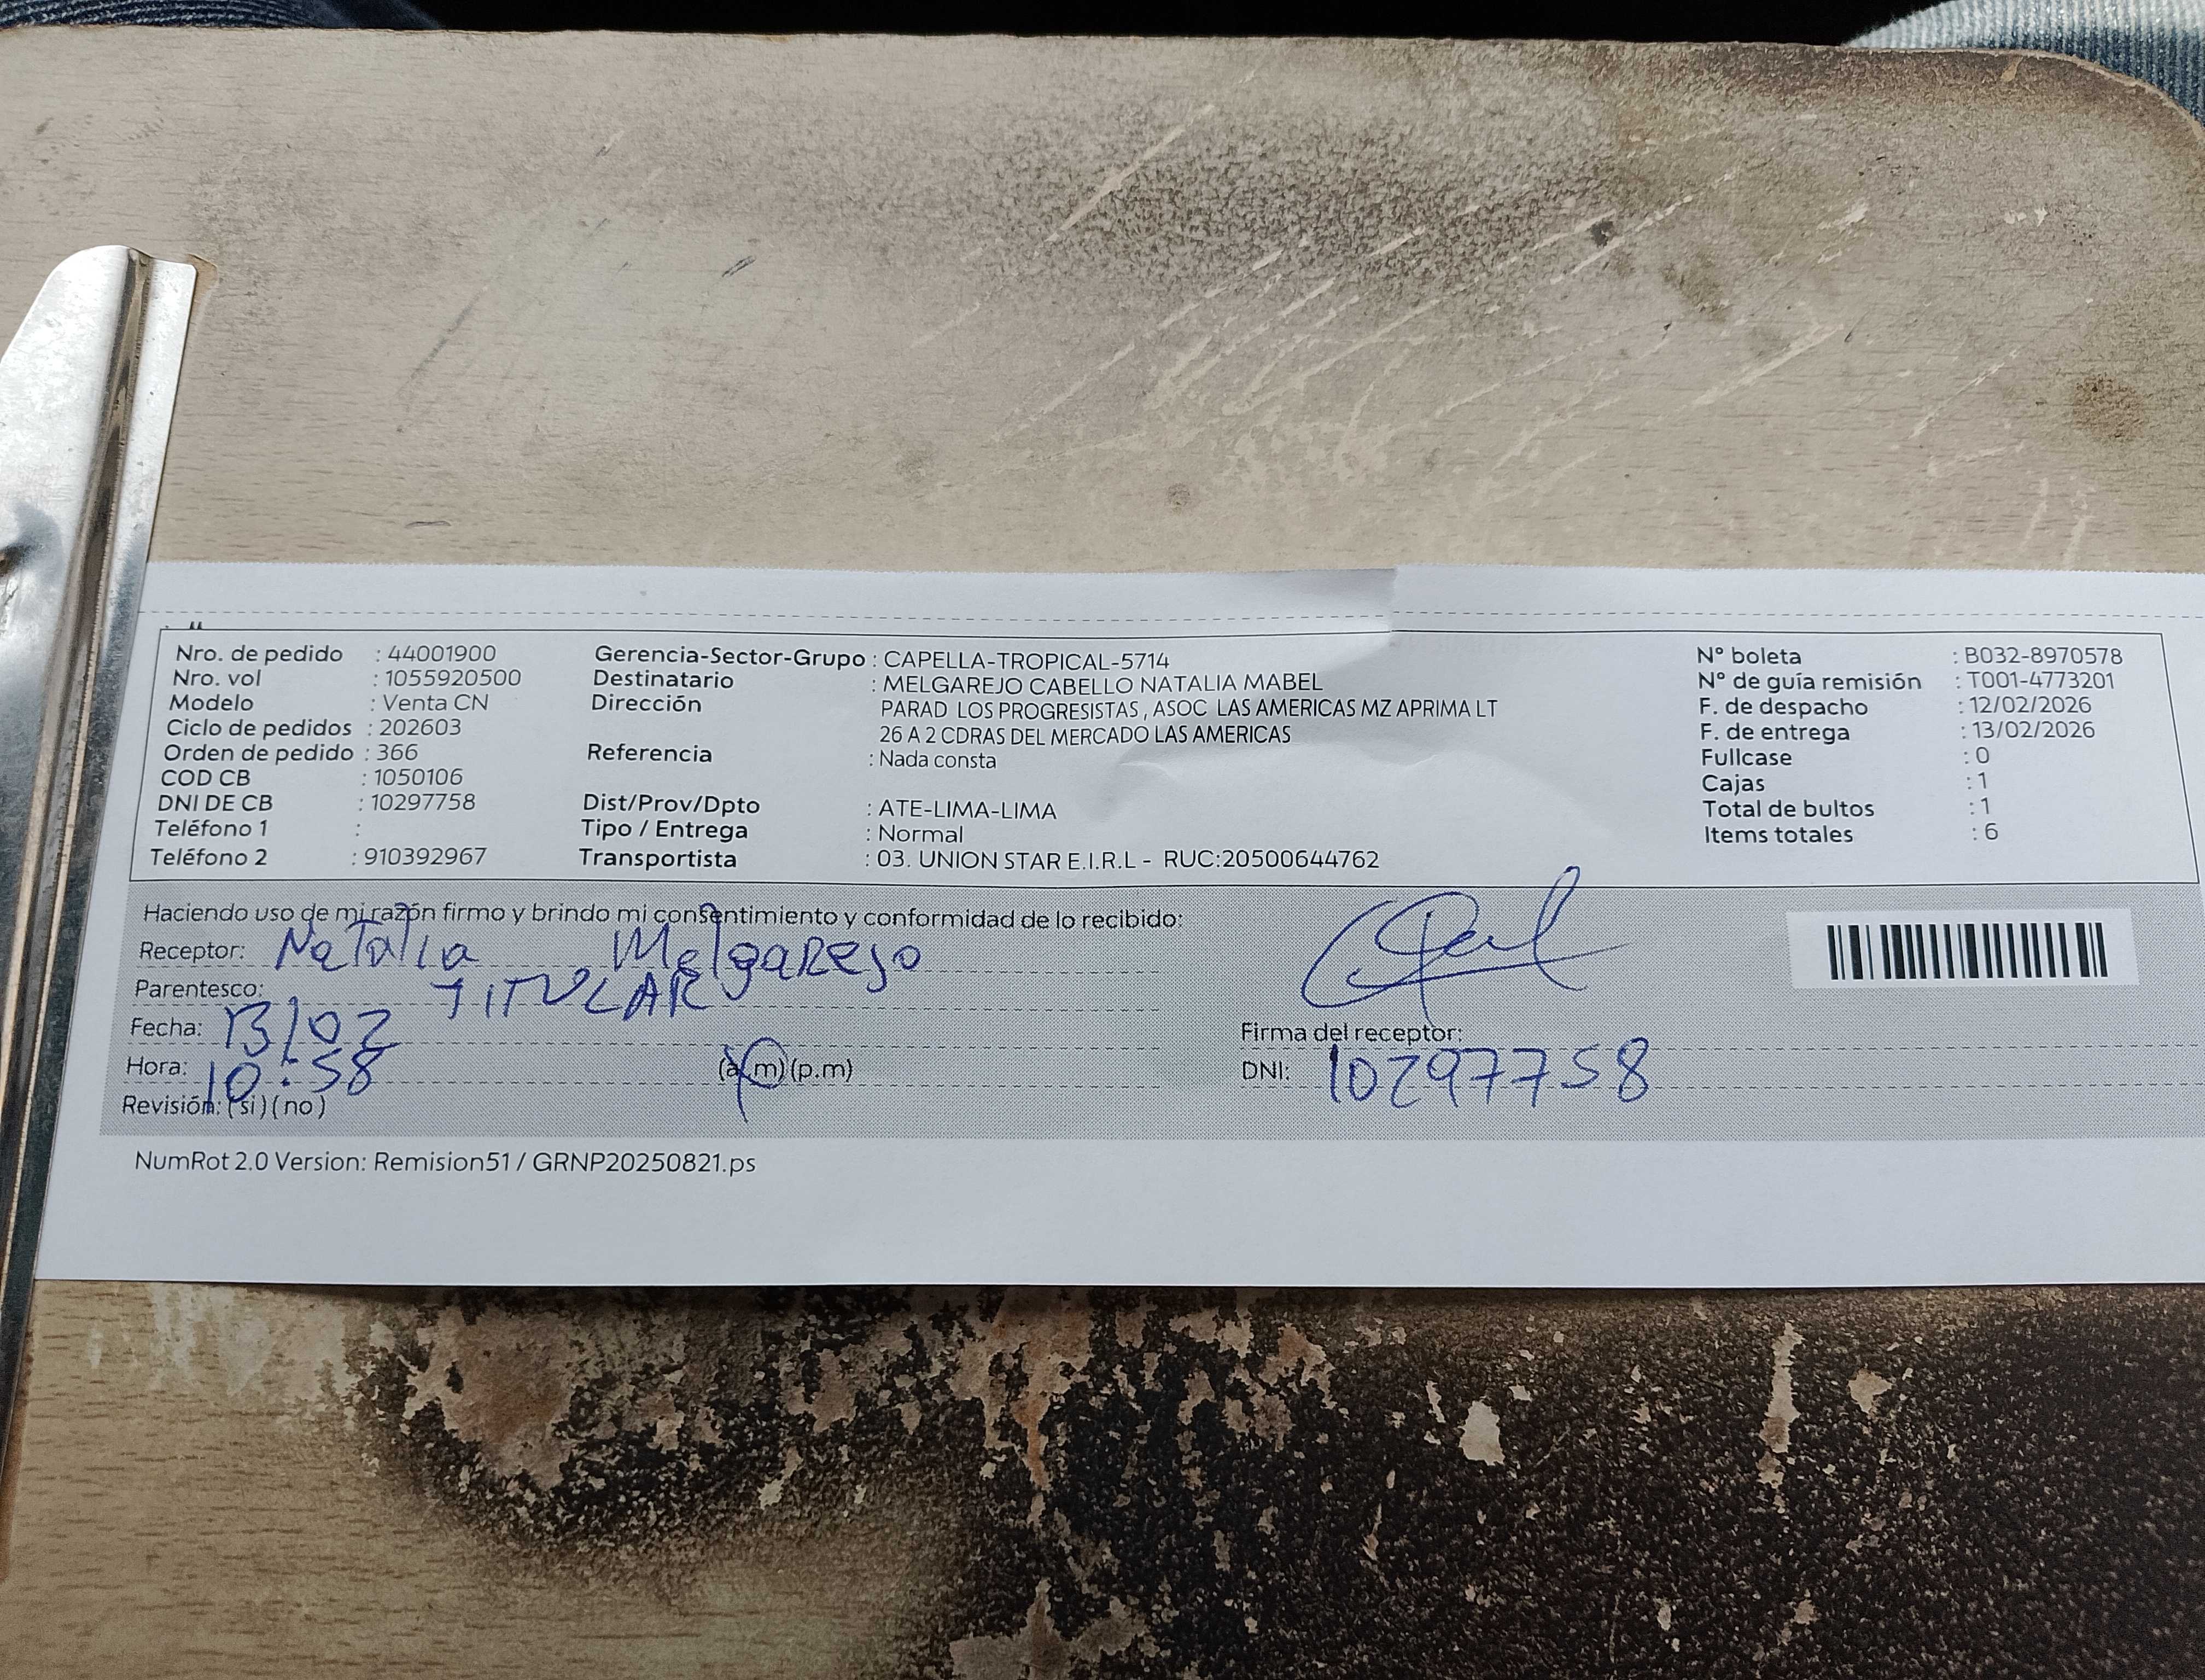 Nro. de pedido : 44001900
Nro. vol : 1055920500
Modelo : Venta CN
Ciclo de pedidos : 202603
Orden de pedido : 366
COD CB : 1050106
DNI DE CB : 10297758
Teléfono 1 :
Teléfono 2 : 910392967
Gerencia-Sector-Grupo : CAPELLA-TROPICAL-5714
Destinatario : MELGAREJO CABELLO NATALIA MABEL
Dirección PARAD LOS PROGRESISTAS , ASOC LAS AMERICAS MZ APRIMA LT
26 A 2 CDRAS DEL MERCADO LAS AMERICAS
Referencia : Nada consta
Dist/Prov/Dpto : ATE-LIMA-LIMA
Tipo / Entrega : Normal
Transportista : 03. UNION STAR E.I.R.L - RUC:20500644762
N° boleta : B032-8970578
N° de guía remisión : T001-4773201
F. de despacho : 12/02/2026
F. de entrega : 13/02/2026
Fullcase : 0
Cajas : 1
Total de bultos : 1
Items totales : 6
Haciendo uso de mi razón firmo y brindo mi consentimiento y conformidad de lo recibido:
Receptor: Natalia Melgarejo
Parentesco: TITULAR
Fecha: 13/02
Hora: 10:58 (a.m)(p.m)
Revisión: (si)(no)
Firma del receptor:
DNI: 10297758
NumRot 2.0 Version: Remision51 / GRNP20250821.ps